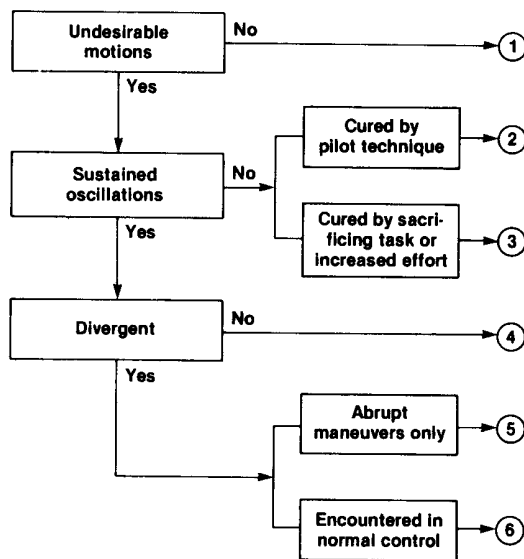 Undesirable
motions
No
1
Yes
Sustained
oscillations
No
Cured by
pilot technique
2
Cured by sacri-
ficing task or
increased effort
3
Yes
Divergent
No
4
Yes
Abrupt
maneuvers only
5
Encountered in
normal control
6